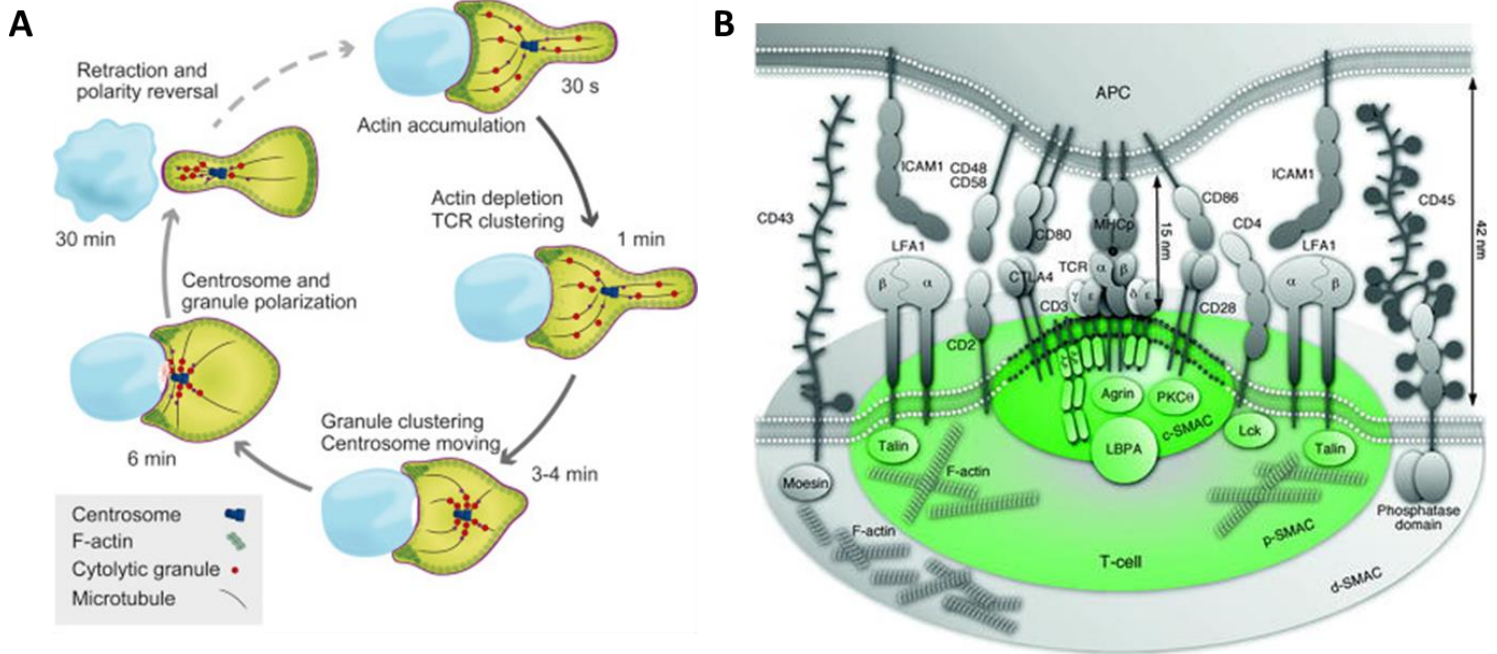 A
Retraction and
polarity reversal
30 s
Actin accumulation
Actin depletion
TCR clustering
1 min
30 min
Centrosome and
granule polarization
Granule clustering
Centrosome moving
3-4 min
6 min
Centrosome
F-actin
Cytolytic granule
Microtubule
B
APC
ICAM1
CD48
CD58
CD43
CD80
MHCp
15 nm
CD86
CD4
ICAM1
CD45
42 nm
LFA1
β α
CTLA4
TCR
α β
γ ε
δ ε
CD3
CD28
LFA1
α β
CD2
ζ ζ
Agrin
PKCθ
c-SMAC
Talin
LBPA
Lck
Talin
F-actin
Moesin
F-actin
p-SMAC
Phosphatase
domain
T-cell
d-SMAC